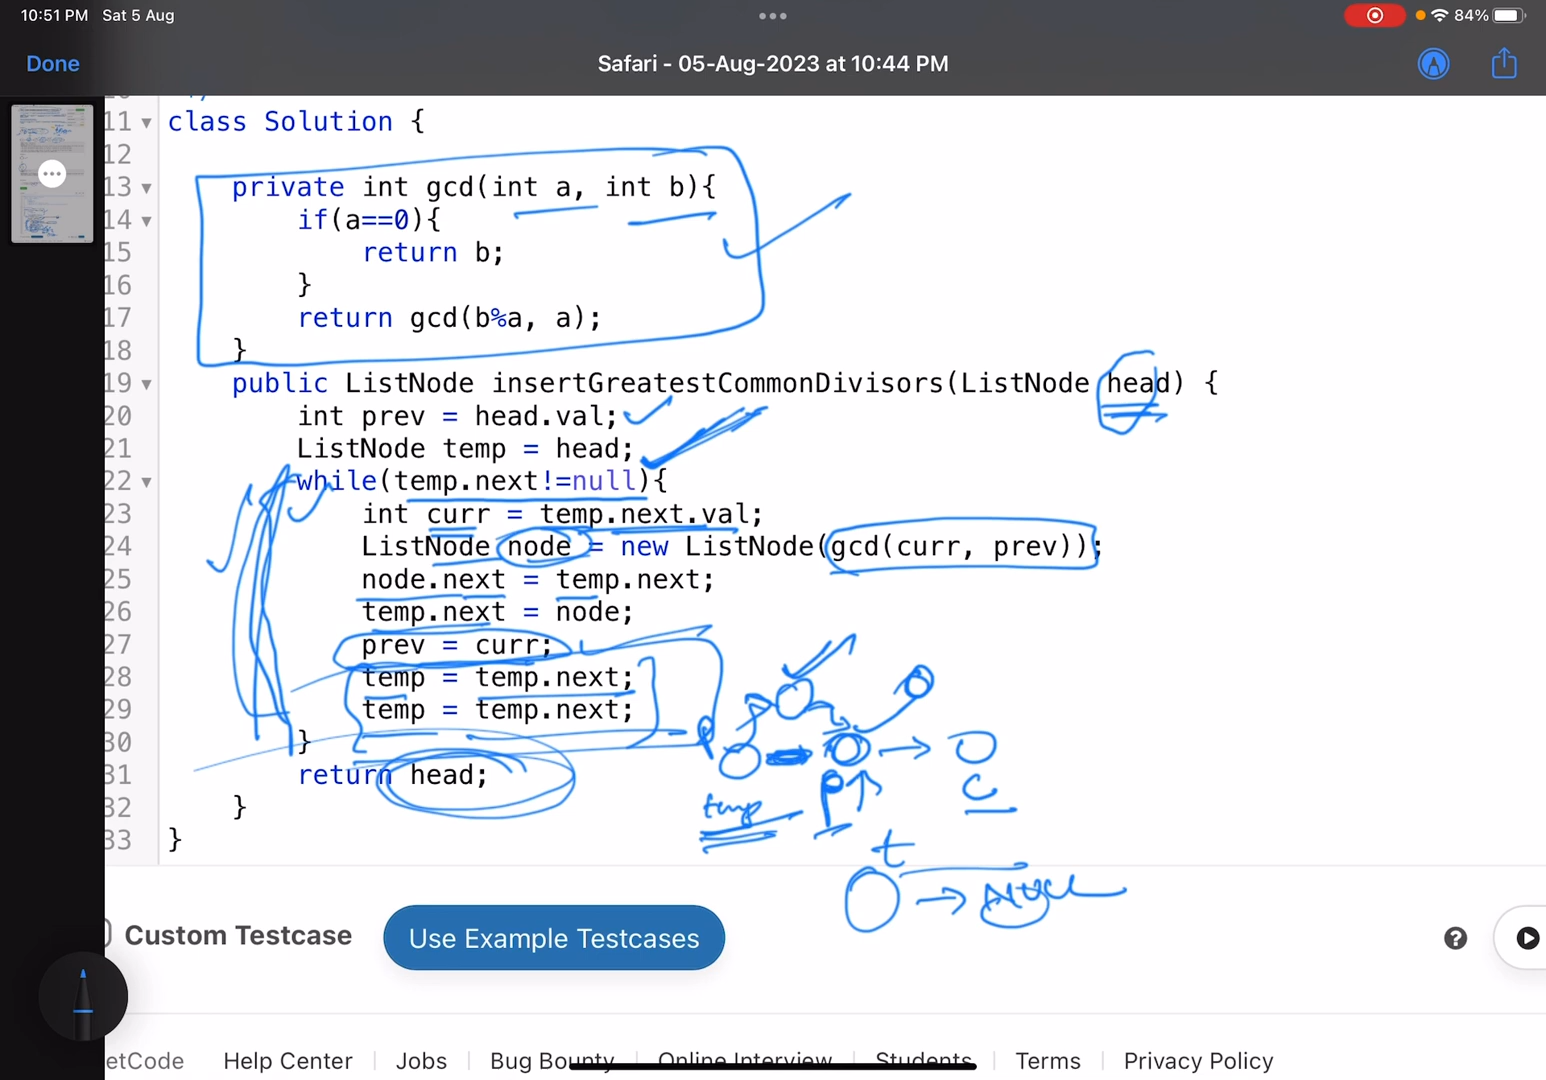 10:51 PM Sat 5 Aug
84%
Done
Safari - 05-Aug-2023 at 10:44 PM
11 class Solution {
12
13 private int gcd(int a, int b){
14 if(a==0){
15 return b;
16 }
17 return gcd(b%a, a);
18 }
19 public ListNode insertGreatestCommonDivisors(ListNode head) {
20 int prev = head.val;
21 ListNode temp = head;
22 while(temp.next!=null){
23 int curr = temp.next.val;
24 ListNode node = new ListNode(gcd(curr, prev));
25 node.next = temp.next;
26 temp.next = node;
27 prev = curr;
28 temp = temp.next;
29 temp = temp.next;
30 }
31 return head;
32 }
33 }
P
temp
P
C
t
Custom Testcase
Use Example Testcases
?
etCode
Help Center
Jobs
Bug Bounty
Online Interview
Students
Terms
Privacy Policy